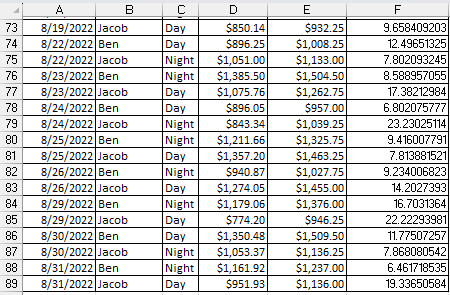 A B C D E F
73 8/19/2022 Jacob Day $850.14 $932.25 9.658409203
74 8/22/2022 Ben Day $896.25 $1,008.25 12.49651325
75 8/22/2022 Jacob Night $1,051.00 $1,133.00 7.802093245
76 8/23/2022 Ben Night $1,385.50 $1,504.50 8.588957055
77 8/23/2022 Jacob Day $1,075.76 $1,262.75 17.38212984
78 8/24/2022 Ben Day $896.05 $957.00 6.802075777
79 8/24/2022 Jacob Night $843.34 $1,039.25 23.23025114
80 8/25/2022 Ben Night $1,211.66 $1,325.75 9.416007791
81 8/25/2022 Jacob Day $1,357.20 $1,463.25 7.813881521
82 8/26/2022 Ben Night $940.87 $1,027.75 9.234006823
83 8/26/2022 Jacob Day $1,274.05 $1,455.00 14.2027393
84 8/29/2022 Ben Night $1,179.06 $1,376.00 16.7031364
85 8/29/2022 Jacob Day $774.20 $946.25 22.22293981
86 8/30/2022 Ben Day $1,350.48 $1,509.50 11.77507257
87 8/30/2022 Jacob Night $1,053.37 $1,136.25 7.868080542
88 8/31/2022 Ben Night $1,161.92 $1,237.00 6.461718535
89 8/31/2022 Jacob Day $951.93 $1,136.00 19.33650584